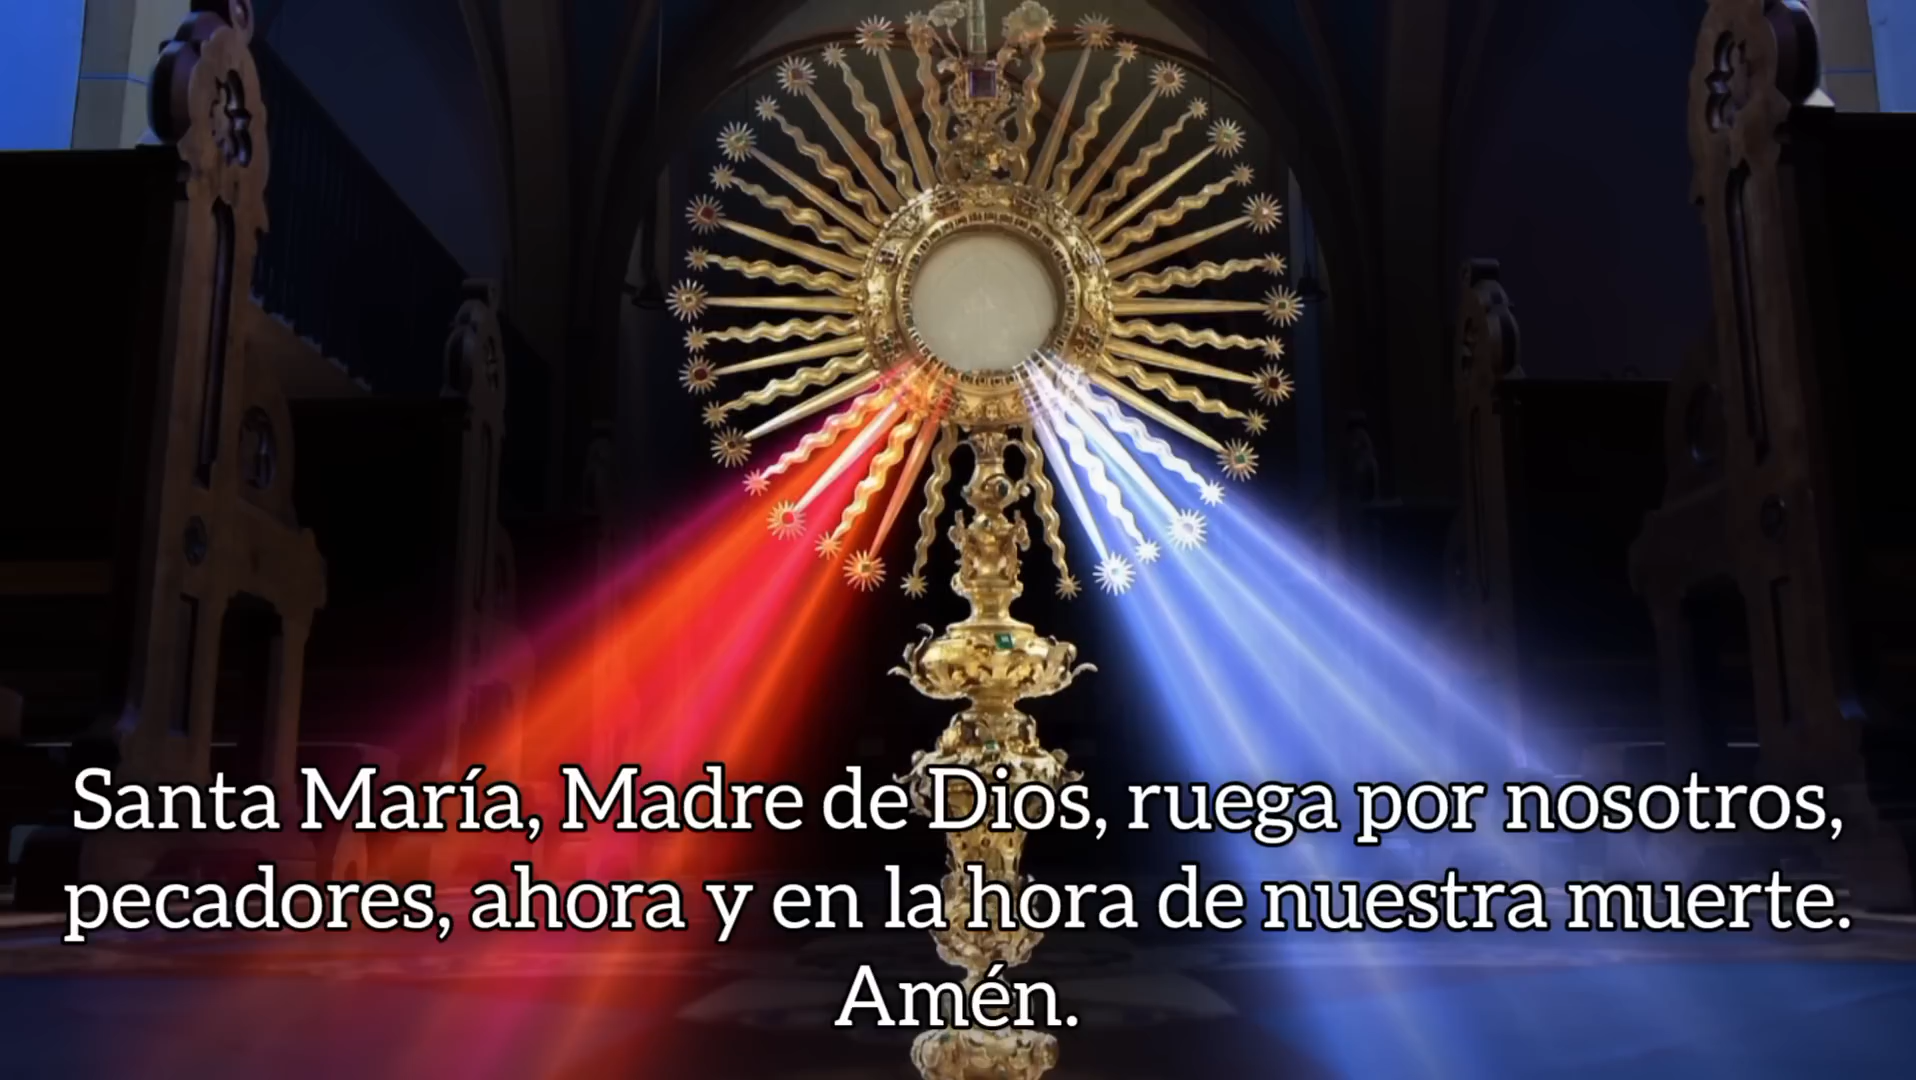 Santa María, Madre de Dios, ruega por nosotros,
pecadores, ahora y en la hora de nuestra muerte.
Amén.